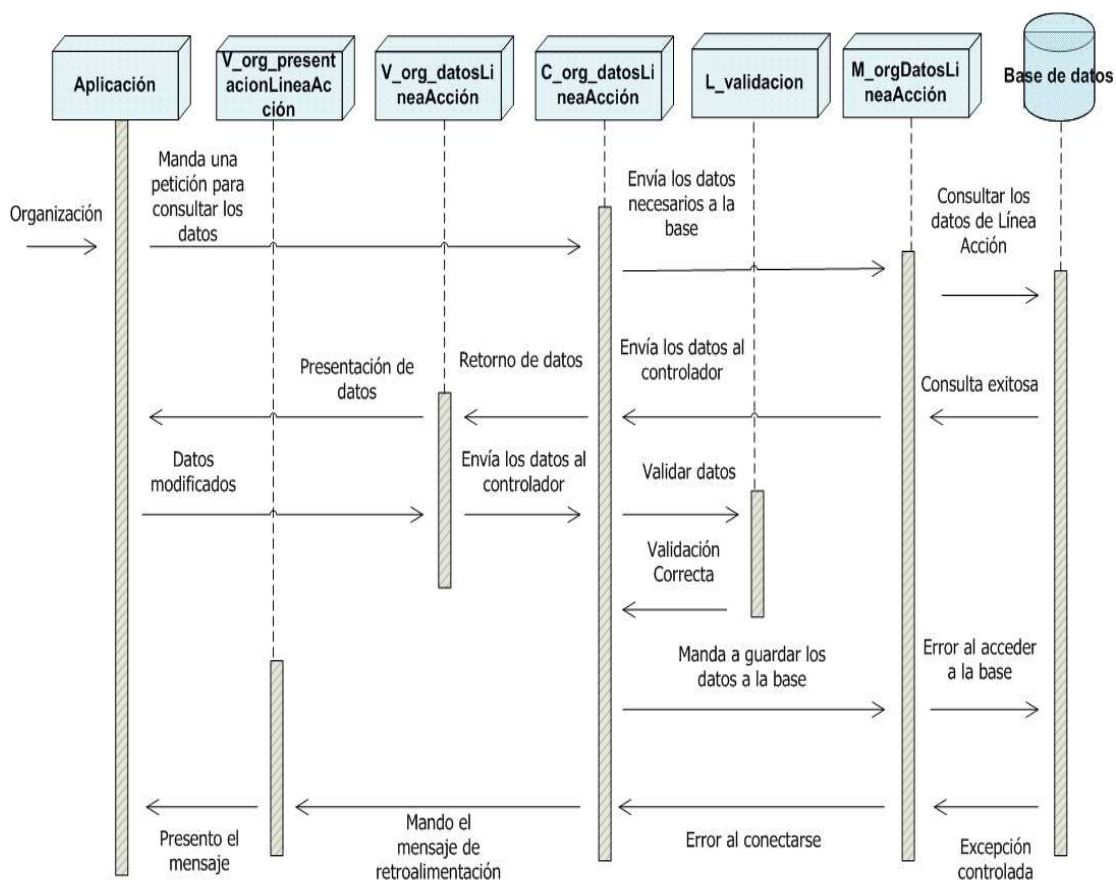 Aplicación
V_org_present
acionLineaAc
ción
V_org_datosLi
neaAcción
C_org_datosLi
neaAcción
L_validacion
M_orgDatosLi
neaAcción
Base de datos
Organización
Manda una
petición para
consultar los
datos
Envía los datos
necesarios a la
base
Consultar los
datos de Línea
Acción
Presentación de
datos
Retorno de datos
Envía los datos al
controlador
Consulta exitosa
Datos
modificados
Envía los datos al
controlador
Validar datos
Validación
Correcta
Manda a guardar los
datos a la base
Error al acceder
a la base
Presento el
mensaje
Mando el
mensaje de
retroalimentación
Error al conectarse
Excepción
controlada